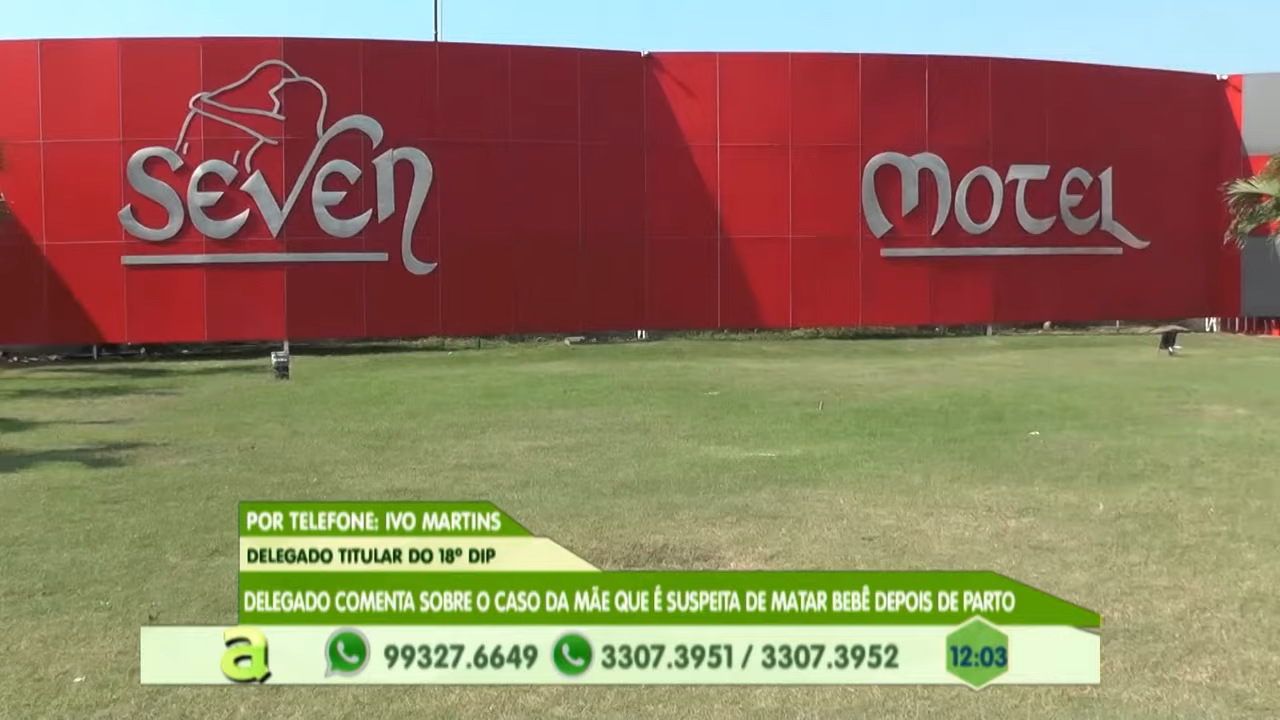 SEVEN
MOTEL
POR TELEFONE: IVO MARTINS
DELEGADO TITULAR DO 18º DIP
DELEGADO COMENTA SOBRE O CASO DA MÃE QUE É SUSPEITA DE MATAR BEBÊ DEPOIS DE PARTO
a 99327.6649 3307.3951 / 3307.3952 12:03